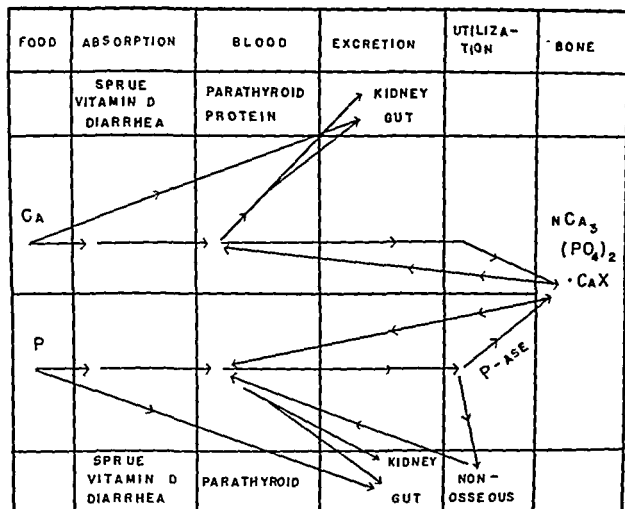 FOOD ABSORPTION BLOOD EXCRETION UTILIZA-
TION BONE
SPRUE
VITAMIN D
DIARRHEA
PARATHYROID
PROTEIN
KIDNEY
GUT
CA
NCA3
(PO4)2
·CAX
P
P-ASE
SPRUE
VITAMIN D
DIARRHEA
PARATHYROID
KIDNEY
GUT
NON-
OSSEOUS